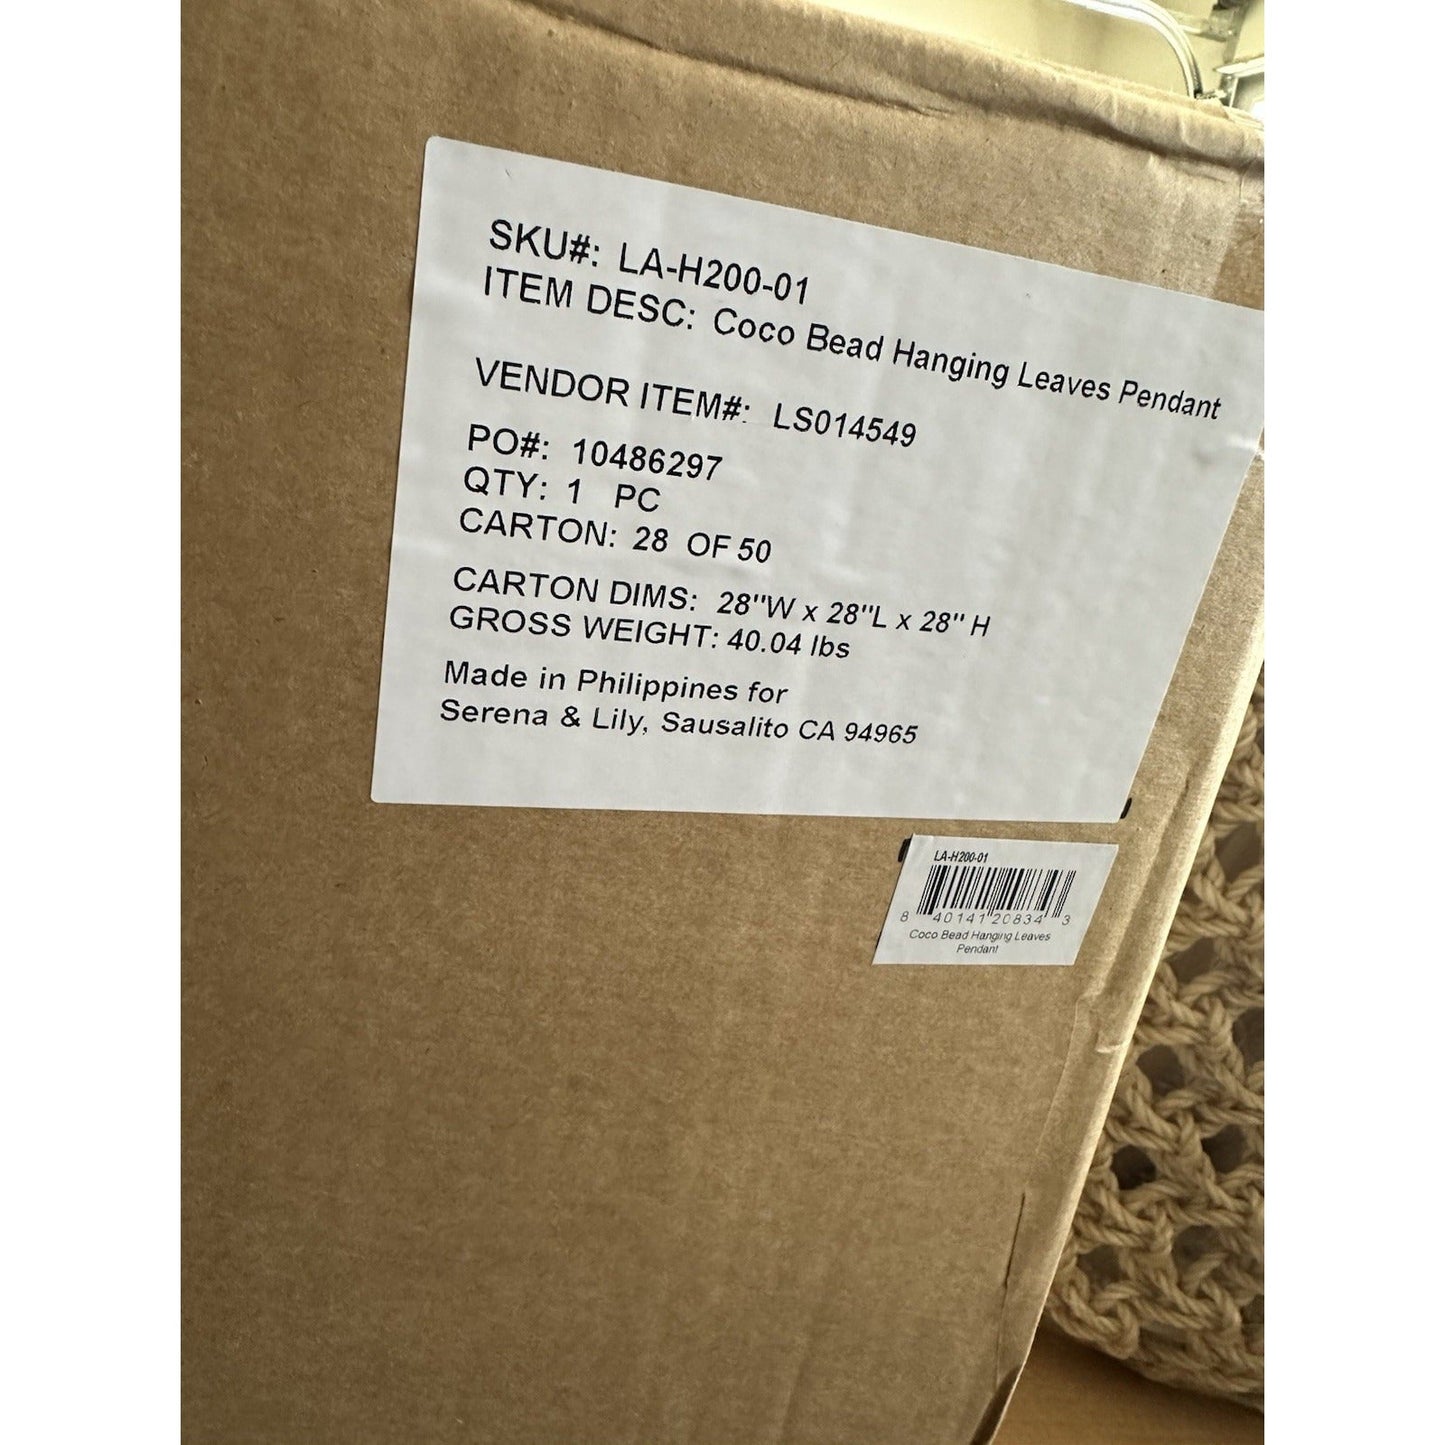 SKU#: LA-H200-01
ITEM DESC: Coco Bead Hanging Leaves Pendant
VENDOR ITEM#: LS014549
PO#: 10486297
QTY: 1 PC
CARTON: 28 OF 50
CARTON DIMS: 28"W x 28"L x 28" H
GROSS WEIGHT: 40.04 lbs
Made in Philippines for
Serena & Lily, Sausalito CA 94965
LA-H200-01
8 40141 20834 3
Coco Bead Hanging Leaves
Pendant